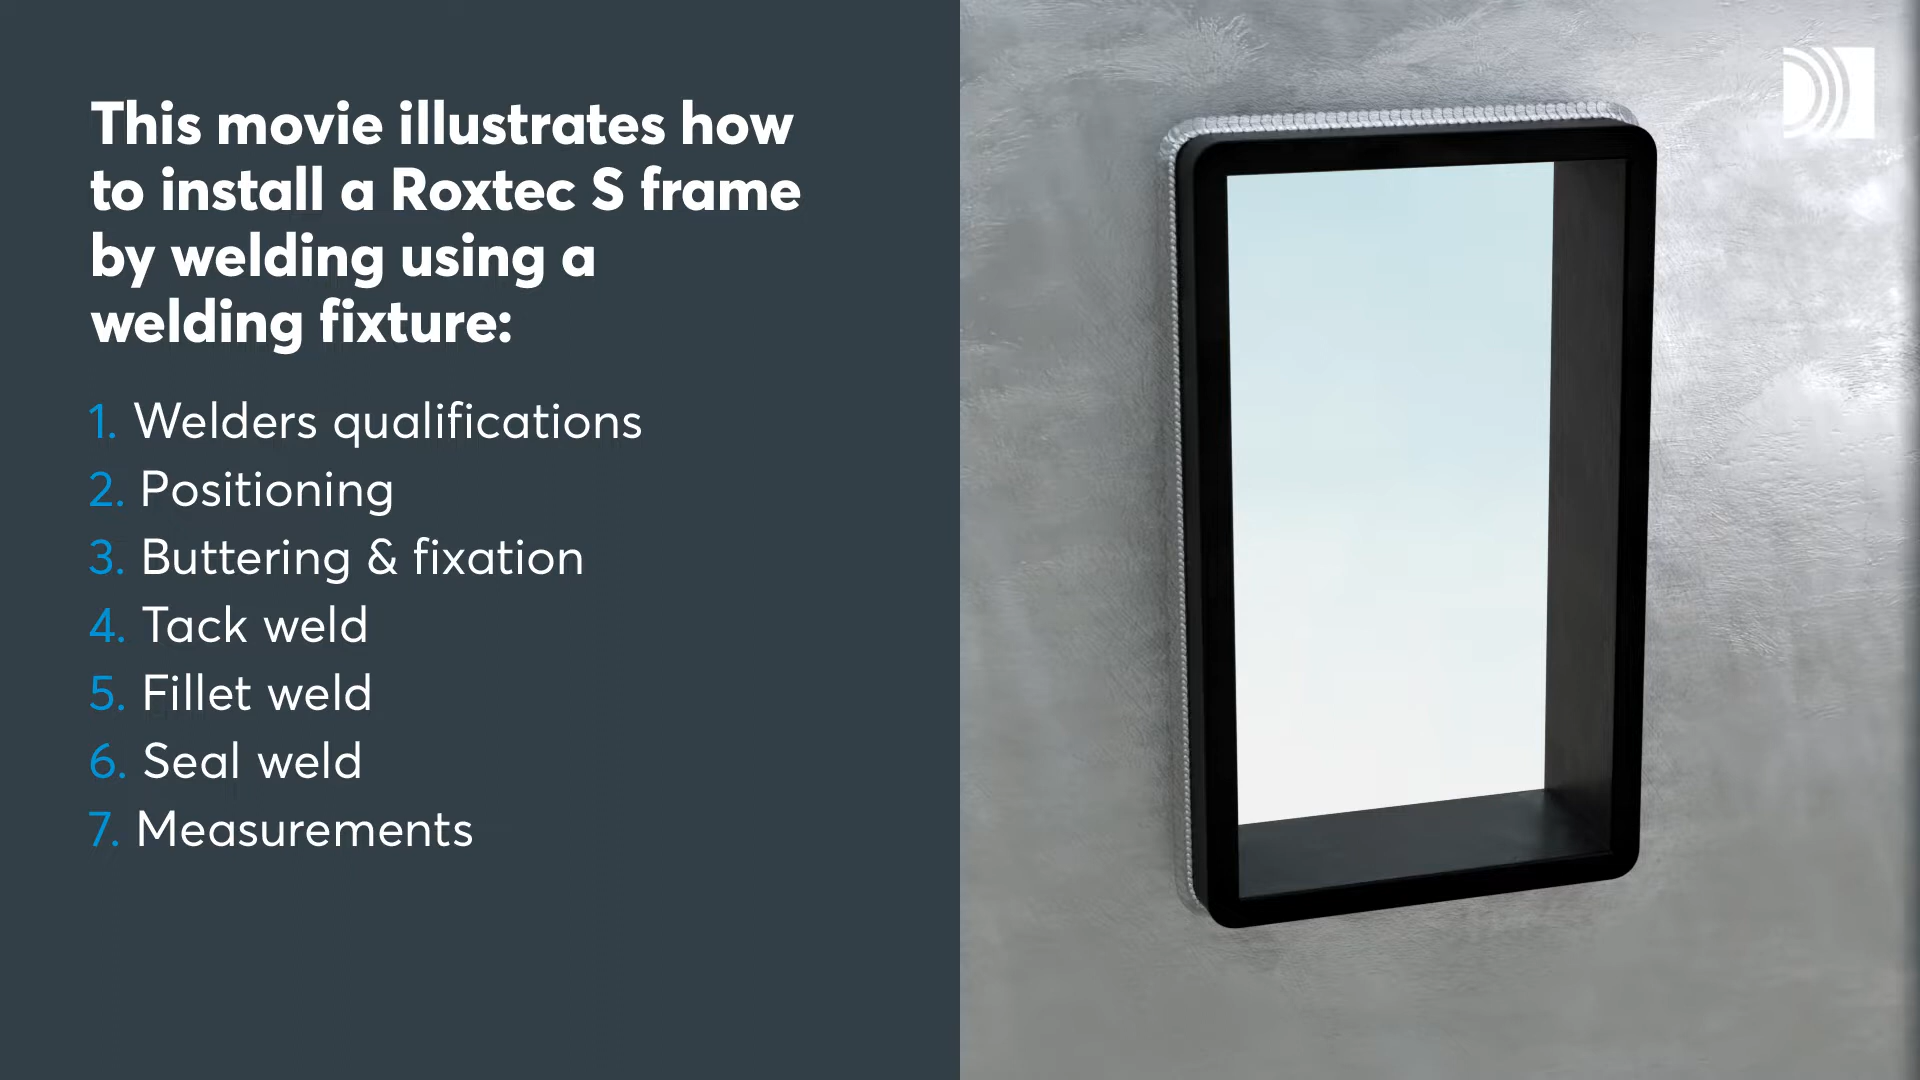 This movie illustrates how
to install a Roxtec S frame
by welding using a
welding fixture:
1. Welders qualifications
2. Positioning
3. Buttering & fixation
4. Tack weld
5. Fillet weld
6. Seal weld
7. Measurements